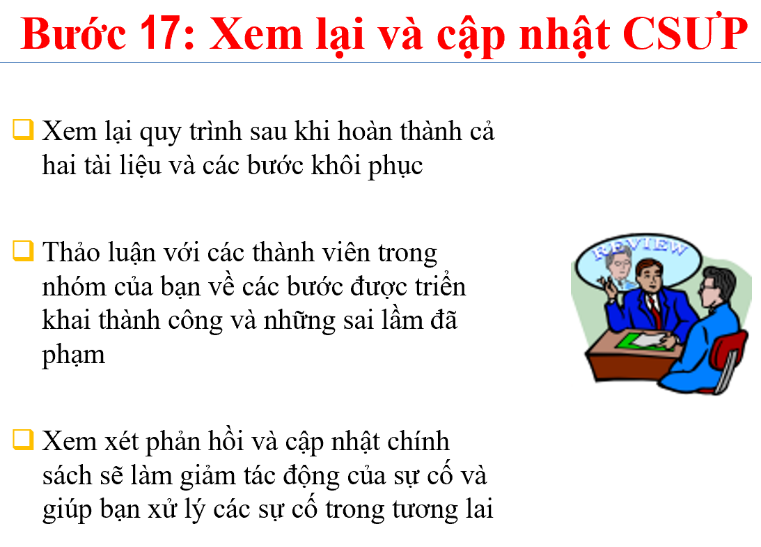 Bước 17: Xem lại và cập nhật CSƯP
Xem lại quy trình sau khi hoàn thành cả
hai tài liệu và các bước khôi phục
Thảo luận với các thành viên trong
nhóm của bạn về các bước được triển
khai thành công và những sai lầm đã
phạm
REVIEW
Xem xét phản hồi và cập nhật chính
sách sẽ làm giảm tác động của sự cố và
giúp bạn xử lý các sự cố trong tương lai